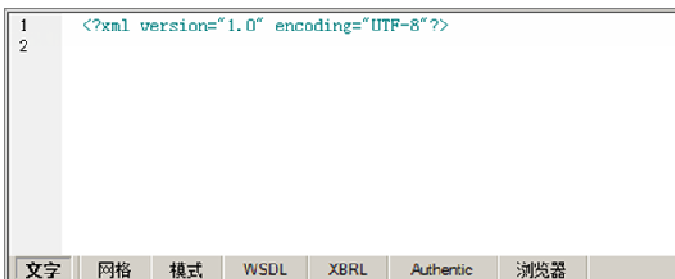 1 <?xml version="1.0" encoding="UTF-8"?>
2
文字 网格 模式 WSDL XBRL Authentic 浏览器